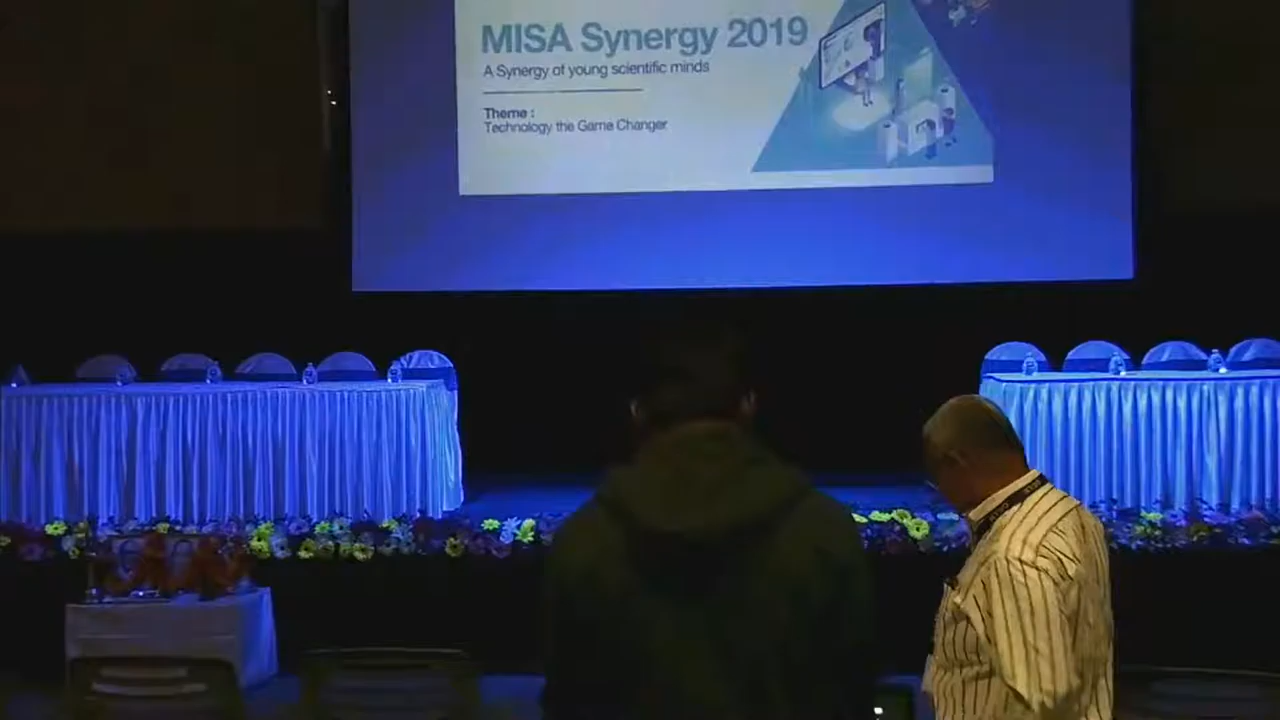 MISA Synergy 2019
A Synergy of young scientific minds
Theme :
Technology the Game Changer